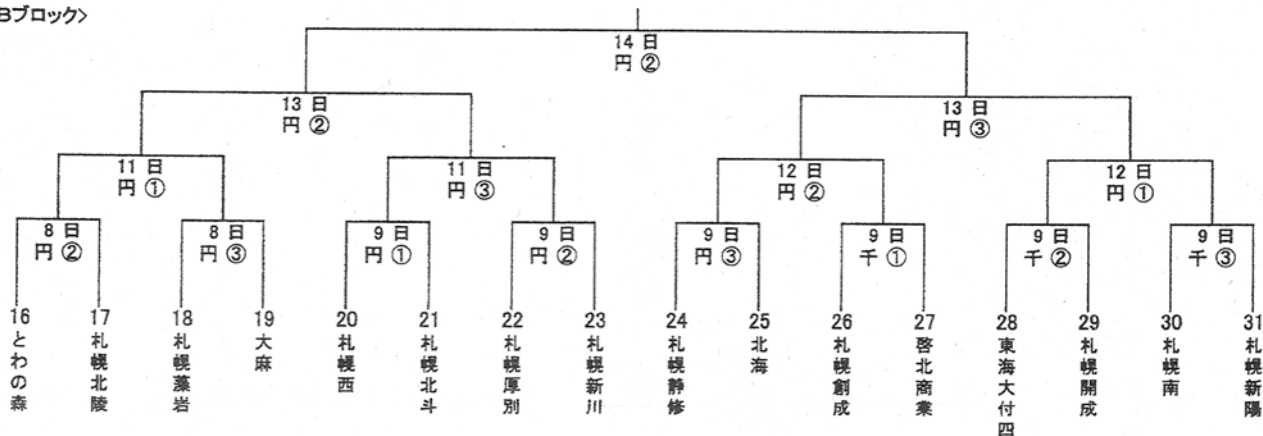 Bブロック>
14 日
円 ②
13 日
円 ②
13 日
円 ③
11 日
円 ①
11 日
円 ③
12 日
円 ②
12 日
円 ①
8 日
円 ②
8 日
円 ③
9 日
円 ①
9 日
円 ②
9 日
円 ③
9 日
千 ①
9 日
千 ②
9 日
千 ③
16
とわの森
17
札幌北陵
18
札幌藻岩
19
大麻
20
札幌西
21
札幌北斗
22
札幌厚別
23
札幌新川
24
札幌静修
25
北海
26
札幌創成
27
啓北商業
28
東海大付四
29
札幌開成
30
札幌南
31
札幌新陽